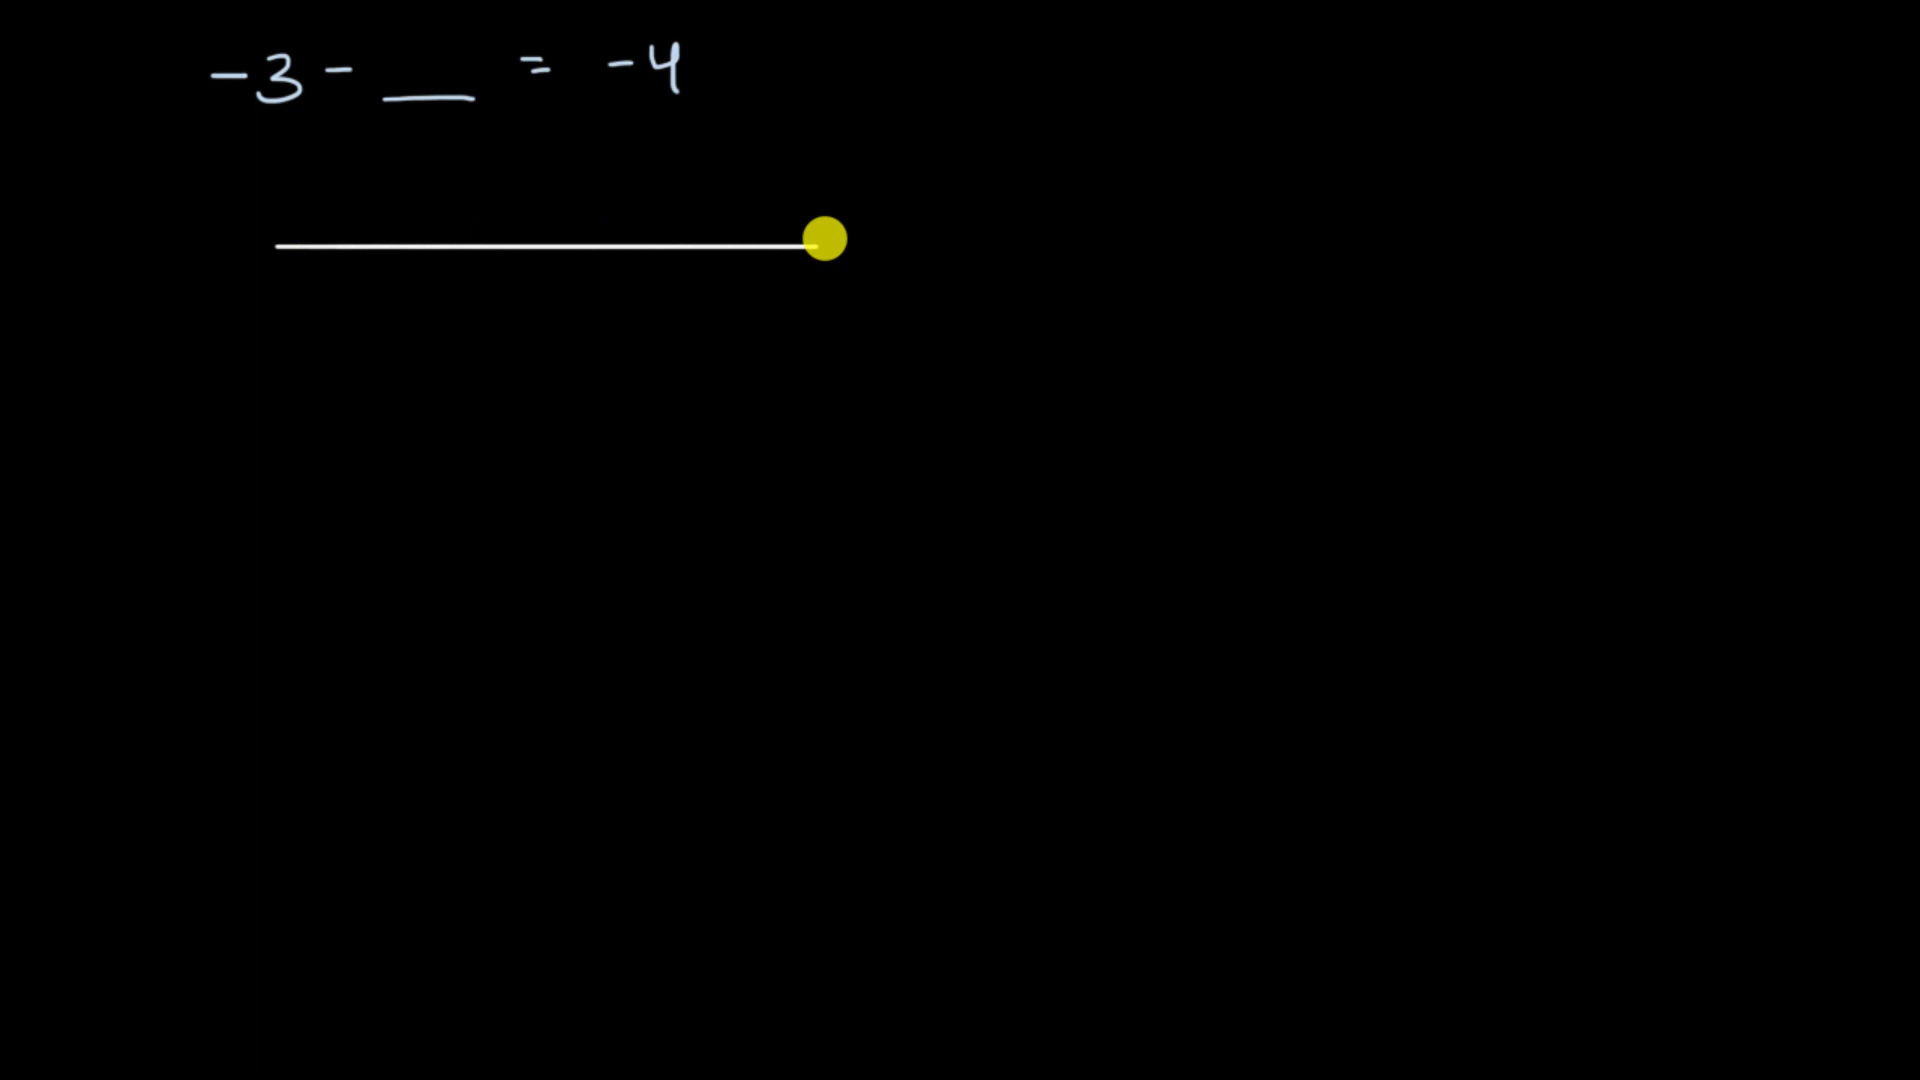 -3 - ___ = -4